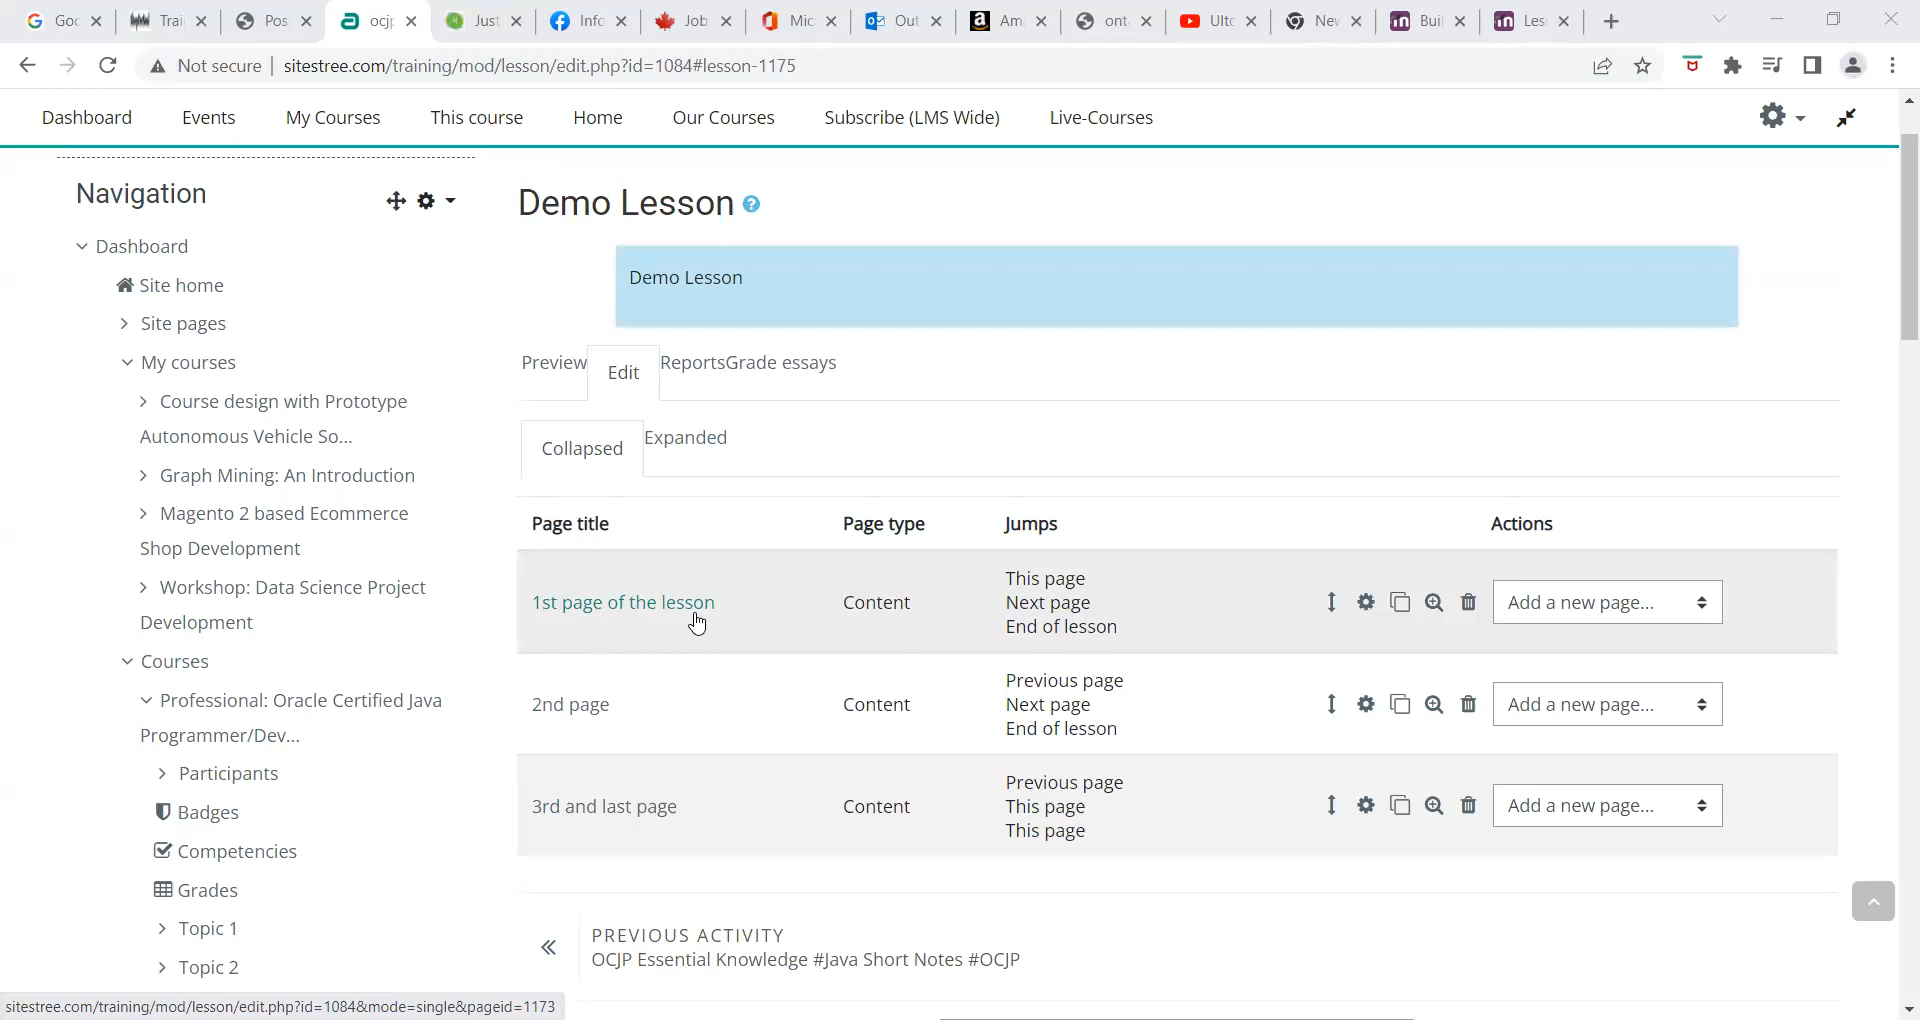 Goc
Trai
Pos
ocjp
Just
Info
Job
Mic
Out
Am
ont
Ultc
Nev
Buil
Les
Not secure
sitestree.com/training/mod/lesson/edit.php?id=1084#lesson-1175
Dashboard
Events
My Courses
This course
Home
Our Courses
Subscribe (LMS Wide)
Live-Courses
Navigation
Dashboard
Site home
Site pages
My courses
Course design with Prototype
Autonomous Vehicle So...
Graph Mining: An Introduction
Magento 2 based Ecommerce
Shop Development
Workshop: Data Science Project
Development
Courses
Professional: Oracle Certified Java
Programmer/Dev...
Participants
Badges
Competencies
Grades
Topic 1
Topic 2
Demo Lesson
Demo Lesson
Preview
Edit
Reports
Grade essays
Collapsed
Expanded
Page title Page type Jumps Actions
1st page of the lesson Content
This page
Next page
End of lesson
Add a new page...
2nd page Content
Previous page
Next page
End of lesson
Add a new page...
3rd and last page Content
Previous page
This page
This page
Add a new page...
PREVIOUS ACTIVITY
OCJP Essential Knowledge #Java Short Notes #OCJP
sitestree.com/training/mod/lesson/edit.php?id=1084&mode=single&pageid=1173